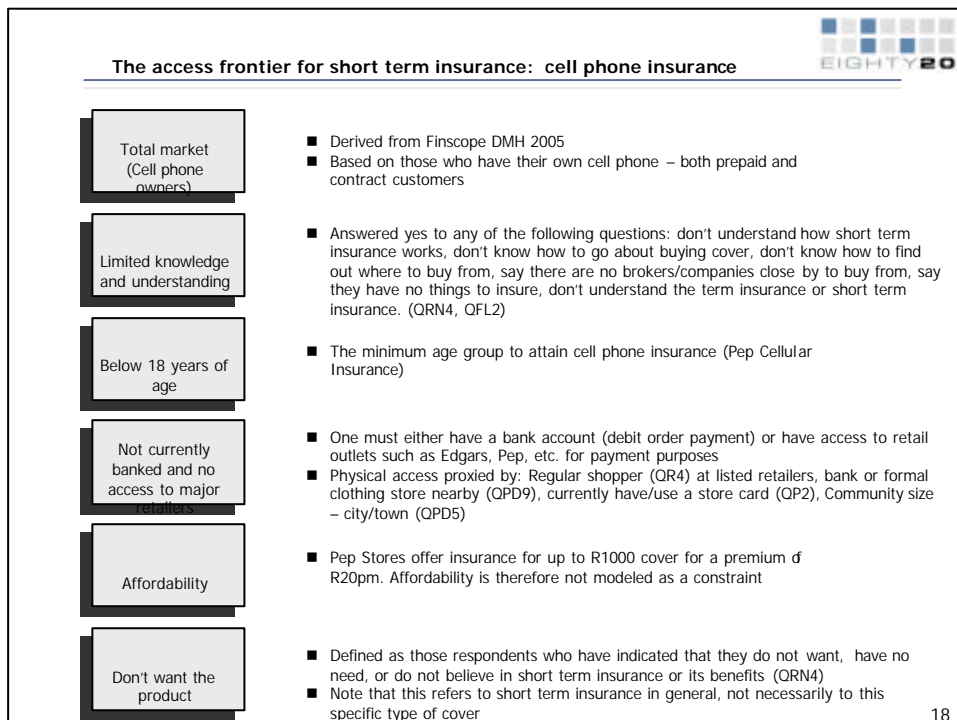 The access frontier for short term insurance: cell phone insurance
EIGHTY20
Total market
(Cell phone
owners)
■ Derived from Finscope DMH 2005
■ Based on those who have their own cell phone – both prepaid and
contract customers
Limited knowledge
and understanding
■ Answered yes to any of the following questions: don't understand how short term
insurance works, don't know how to go about buying cover, don't know how to find
out where to buy from, say there are no brokers/companies close by to buy from, say
they have no things to insure, don't understand the term insurance or short term
insurance. (QRN4, QFL2)
Below 18 years of
age
■ The minimum age group to attain cell phone insurance (Pep Cellular
Insurance)
Not currently
banked and no
access to major
retailers
■ One must either have a bank account (debit order payment) or have access to retail
outlets such as Edgars, Pep, etc. for payment purposes
■ Physical access proxied by: Regular shopper (QR4) at listed retailers, bank or formal
clothing store nearby (QPD9), currently have/use a store card (QP2), Community size
– city/town (QPD5)
Affordability
■ Pep Stores offer insurance for up to R1000 cover for a premium of
R20pm. Affordability is therefore not modeled as a constraint
Don't want the
product
■ Defined as those respondents who have indicated that they do not want, have no
need, or do not believe in short term insurance or its benefits (QRN4)
■ Note that this refers to short term insurance in general, not necessarily to this
specific type of cover
18